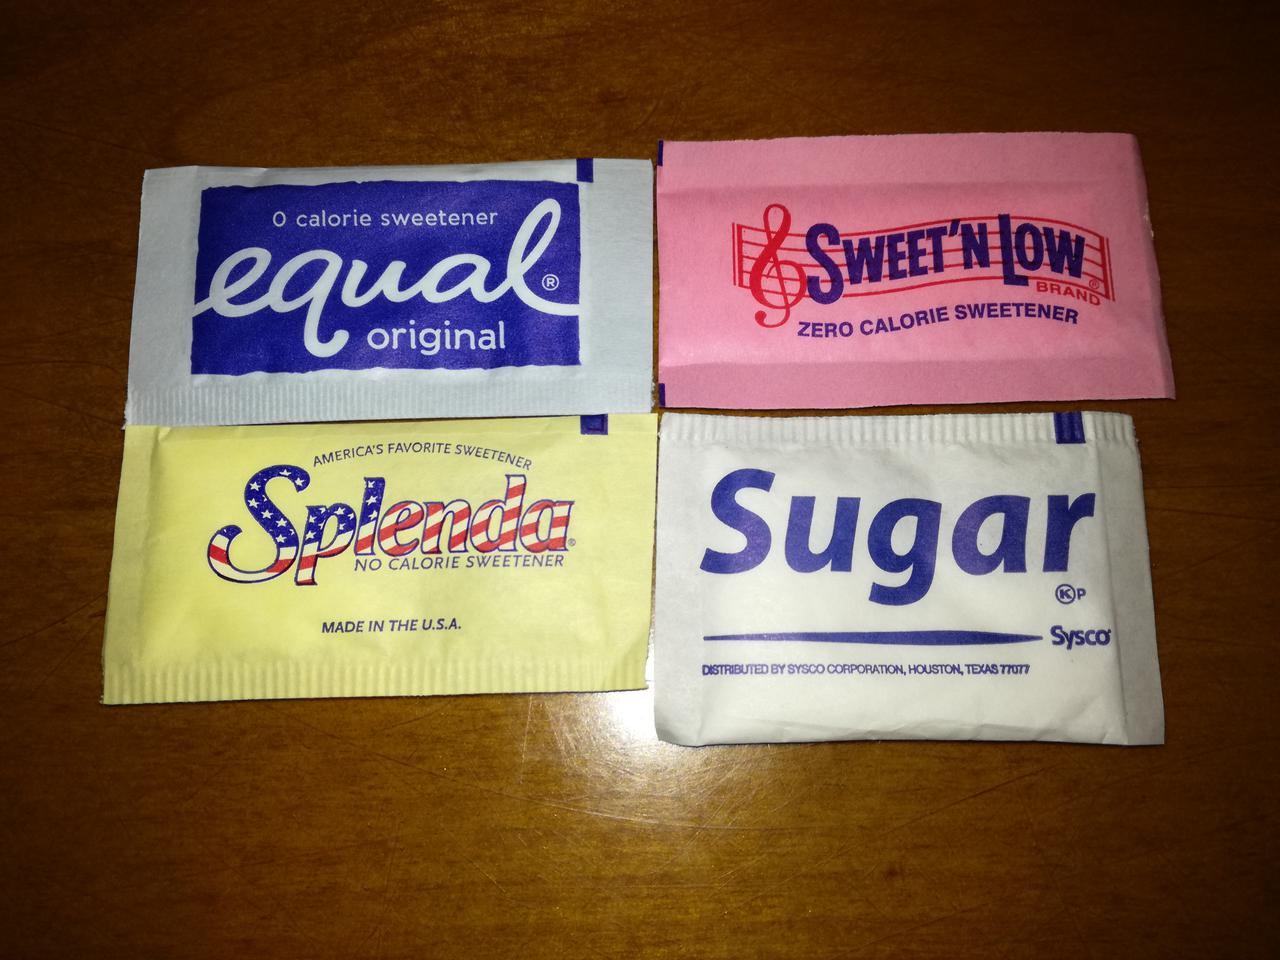 0 calorie sweetener
equal®
original
SWEET'N LOW®
BRAND
ZERO CALORIE SWEETENER
AMERICA'S FAVORITE SWEETENER
Splenda®
NO CALORIE SWEETENER
MADE IN THE U.S.A.
Sugar
Ⓚ P
Sysco®
DISTRIBUTED BY SYSCO CORPORATION, HOUSTON, TEXAS 77077